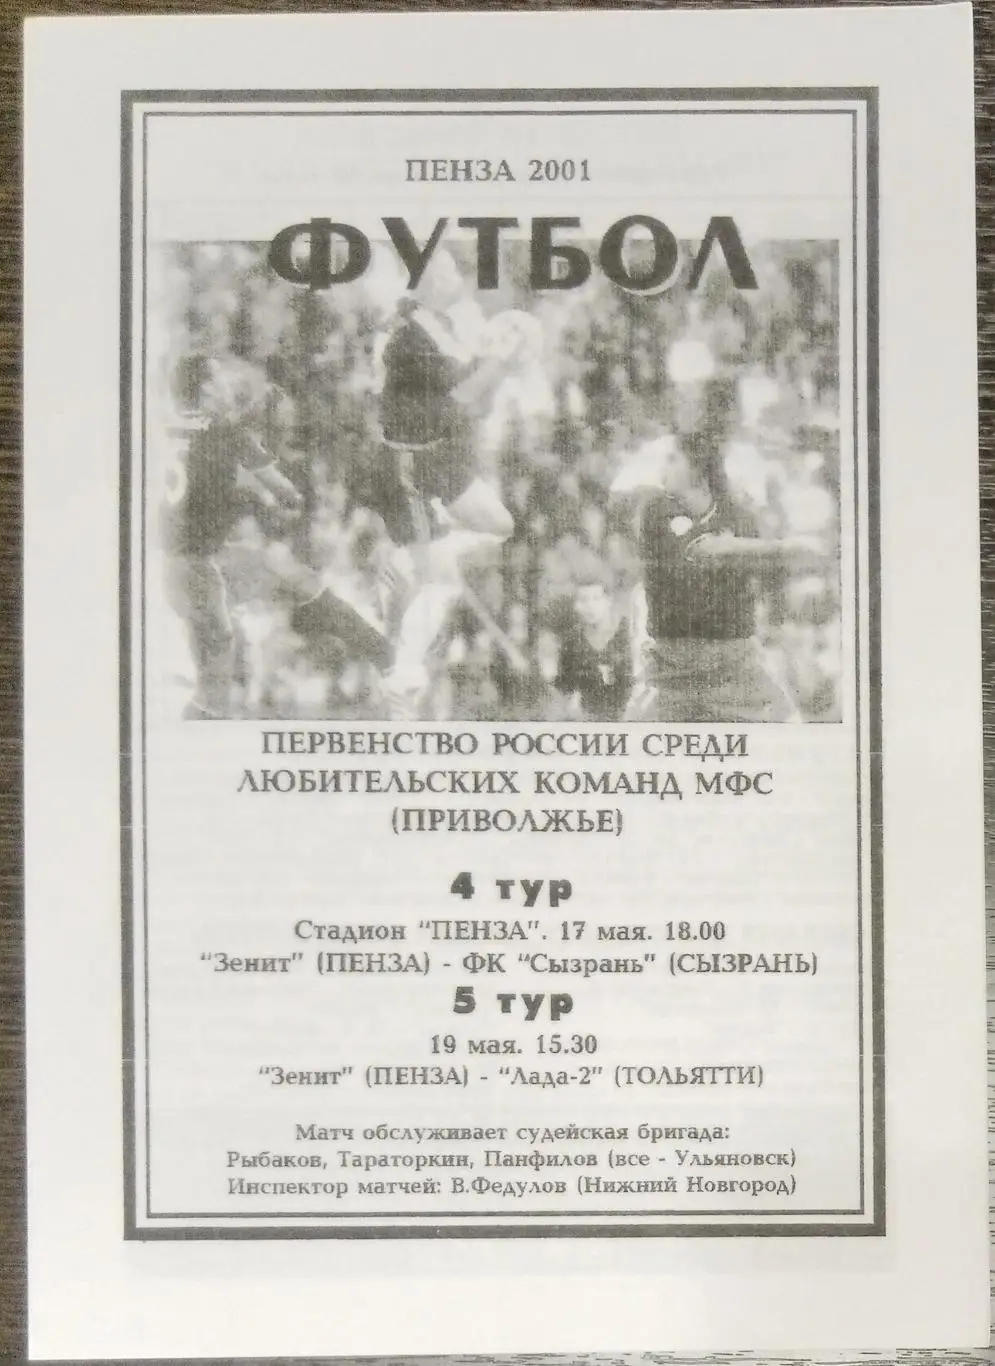 ПЕНЗА 2001
ФУТБОЛ
ПЕРВЕНСТВО РОССИИ СРЕДИ
ЛЮБИТЕЛЬСКИХ КОМАНД МФС
(ПРИВОЛЖЬЕ)
4 тур
Стадион "ПЕНЗА". 17 мая. 18.00
"Зенит" (ПЕНЗА) - ФК "Сызрань" (СЫЗРАНЬ)
5 тур
19 мая. 15.30
"Зенит" (ПЕНЗА) - "Лада-2" (ТОЛЬЯТТИ)
Матч обслуживает судейская бригада:
Рыбаков, Тараторкин, Панфилов (все - Ульяновск)
Инспектор матчей: В.Федулов (Нижний Новгород)